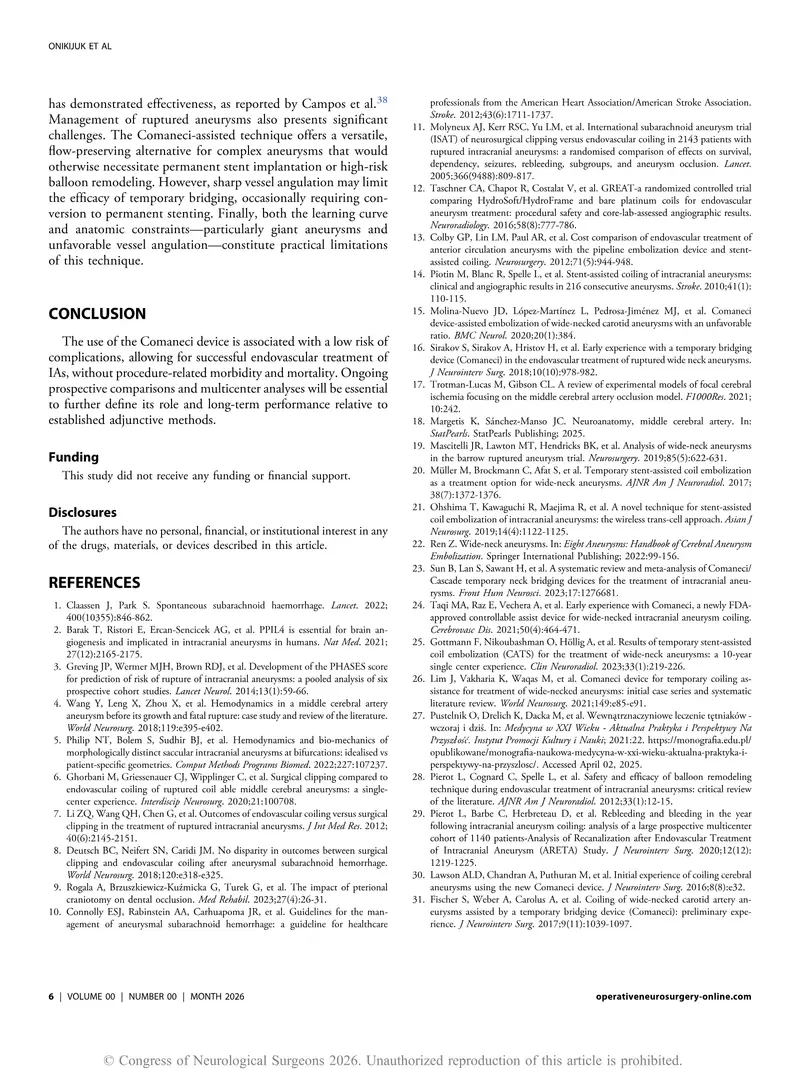 ONIKIJUK ET AL
has demonstrated effectiveness, as reported by Campos et al.38
Management of ruptured aneurysms also presents significant
challenges. The Comaneci-assisted technique offers a versatile,
flow-preserving alternative for complex aneurysms that would
otherwise necessitate permanent stent implantation or high-risk
balloon remodeling. However, sharp vessel angulation may limit
the efficacy of temporary bridging, occasionally requiring con-
version to permanent stenting. Finally, both the learning curve
and anatomic constraints—particularly giant aneurysms and
unfavorable vessel angulation—constitute practical limitations
of this technique.
CONCLUSION
The use of the Comaneci device is associated with a low risk of
complications, allowing for successful endovascular treatment of
IAs, without procedure-related morbidity and mortality. Ongoing
prospective comparisons and multicenter analyses will be essential
to further define its role and long-term performance relative to
established adjunctive methods.
Funding
This study did not receive any funding or financial support.
Disclosures
The authors have no personal, financial, or institutional interest in any
of the drugs, materials, or devices described in this article.
REFERENCES
1. Claassen J, Park S. Spontaneous subarachnoid haemorrhage. Lancet. 2022;
400(10355):846-862.
2. Barak T, Ristori E, Ercan-Sencicek AG, et al. PPIL4 is essential for brain an-
giogenesis and implicated in intracranial aneurysms in humans. Nat Med. 2021;
27(12):2165-2175.
3. Greving JP, Wermer MJH, Brown RDJ, et al. Development of the PHASES score
for prediction of risk of rupture of intracranial aneurysms: a pooled analysis of six
prospective cohort studies. Lancet Neurol. 2014;13(1):59-66.
4. Wang Y, Leng X, Zhou X, et al. Hemodynamics in a middle cerebral artery
aneurysm before its growth and fatal rupture: case study and review of the literature.
World Neurosurg. 2018;119:e395-e402.
5. Philip NT, Bolem S, Sudhir BJ, et al. Hemodynamics and bio-mechanics of
morphologically distinct saccular intracranial aneurysms at bifurcations: idealised vs
patient-specific geometries. Comput Methods Programs Biomed. 2022;227:107237.
6. Ghorbani M, Griessenauer CJ, Wipplinger C, et al. Surgical clipping compared to
endovascular coiling of ruptured coil able middle cerebral aneurysms: a single-
center experience. Interdiscip Neurosurg. 2020;21:100708.
7. Li ZQ, Wang QH, Chen G, et al. Outcomes of endovascular coiling versus surgical
clipping in the treatment of ruptured intracranial aneurysms. J Int Med Res. 2012;
40(6):2145-2151.
8. Deutsch BC, Neifert SN, Caridi JM. No disparity in outcomes between surgical
clipping and endovascular coiling after aneurysmal subarachnoid hemorrhage.
World Neurosurg. 2018;120:e318-e325.
9. Rogala A, Brzuszkiewicz-Kuźmicka G, Turek G, et al. The impact of pterional
craniotomy on dental occlusion. Med Rehabil. 2023;27(4):26-31.
10. Connolly ESJ, Rabinstein AA, Carhuapoma JR, et al. Guidelines for the man-
agement of aneurysmal subarachnoid hemorrhage: a guideline for healthcare
professionals from the American Heart Association/American Stroke Association.
Stroke. 2012;43(6):1711-1737.
11. Molyneux AJ, Kerr RSC, Yu LM, et al. International subarachnoid aneurysm trial
(ISAT) of neurosurgical clipping versus endovascular coiling in 2143 patients with
ruptured intracranial aneurysms: a randomised comparison of effects on survival,
dependency, seizures, rebleeding, subgroups, and aneurysm occlusion. Lancet.
2005;366(9488):809-817.
12. Taschner CA, Chapot R, Costalat V, et al. GREAT-a randomized controlled trial
comparing HydroSoft/HydroFrame and bare platinum coils for endovascular
aneurysm treatment: procedural safety and core-lab-assessed angiographic results.
Neuroradiology. 2016;58(8):777-786.
13. Colby GP, Lin LM, Paul AR, et al. Cost comparison of endovascular treatment of
anterior circulation aneurysms with the pipeline embolization device and stent-
assisted coiling. Neurosurgery. 2012;71(5):944-948.
14. Piotin M, Blanc R, Spelle L, et al. Stent-assisted coiling of intracranial aneurysms:
clinical and angiographic results in 216 consecutive aneurysms. Stroke. 2010;41(1):
110-115.
15. Molina-Nuevo JD, López-Martínez L, Pedrosa-Jiménez MJ, et al. Comaneci
device-assisted embolization of wide-necked carotid aneurysms with an unfavorable
ratio. BMC Neurol. 2020;20(1):384.
16. Sirakov S, Sirakov A, Hristov H, et al. Early experience with a temporary bridging
device (Comaneci) in the endovascular treatment of ruptured wide neck aneurysms.
J Neurointerv Surg. 2018;10(10):978-982.
17. Trotman-Lucas M, Gibson CL. A review of experimental models of focal cerebral
ischemia focusing on the middle cerebral artery occlusion model. F1000Res. 2021;
10:242.
18. Margetis K, Sánchez-Manso JC. Neuroanatomy, middle cerebral artery. In:
StatPearls. StatPearls Publishing; 2025.
19. Mascitelli JR, Lawton MT, Hendricks BK, et al. Analysis of wide-neck aneurysms
in the barrow ruptured aneurysm trial. Neurosurgery. 2019;85(5):622-631.
20. Müller M, Brockmann C, Afat S, et al. Temporary stent-assisted coil embolization
as a treatment option for wide-neck aneurysms. AJNR Am J Neuroradiol. 2017;
38(7):1372-1376.
21. Ohshima T, Kawaguchi R, Maejima R, et al. A novel technique for stent-assisted
coil embolization of intracranial aneurysms: the wireless trans-cell approach. Asian J
Neurosurg. 2019;14(4):1122-1125.
22. Ren Z. Wide-neck aneurysms. In: Eight Aneurysms: Handbook of Cerebral Aneurysm
Embolization. Springer International Publishing; 2022:99-156.
23. Sun B, Lan S, Sawant H, et al. A systematic review and meta-analysis of Comaneci/
Cascade temporary neck bridging devices for the treatment of intracranial aneu-
rysms. Front Hum Neurosci. 2023;17:1276681.
24. Taqi MA, Raz E, Vechera A, et al. Early experience with Comaneci, a newly FDA-
approved controllable assist device for wide-necked intracranial aneurysm coiling.
Cerebrovasc Dis. 2021;50(4):464-471.
25. Gottmann F, Nikoubashman O, Höllig A, et al. Results of temporary stent-assisted
coil embolization (CATS) for the treatment of wide-neck aneurysms: a 10-year
single center experience. Clin Neuroradiol. 2023;33(1):219-226.
26. Lim J, Vakharia K, Waqas M, et al. Comaneci device for temporary coiling as-
sistance for treatment of wide-necked aneurysms: initial case series and systematic
literature review. World Neurosurg. 2021;149:e85-e91.
27. Pustelnik O, Drelich K, Dacka M, et al. Wewnątrznaczyniowe leczenie tętniaków -
wczoraj i dziś. In: Medycyna w XXI Wieku - Aktualna Praktyka i Perspektywy Na
Przyszłość. Instytut Promocji Kultury i Nauki; 2021:22. https://monografia.edu.pl/
opublikowane/monografia-naukowa-medycyna-w-xxi-wieku-aktualna-praktyka-i-
perspektywy-na-przyszlosc/. Accessed April 02, 2025.
28. Pierot L, Cognard C, Spelle L, et al. Safety and efficacy of balloon remodeling
technique during endovascular treatment of intracranial aneurysms: critical review
of the literature. AJNR Am J Neuroradiol. 2012;33(1):12-15.
29. Pierot L, Barbe C, Herbreteau D, et al. Rebleeding and bleeding in the year
following intracranial aneurysm coiling: analysis of a large prospective multicenter
cohort of 1140 patients-Analysis of Recanalization after Endovascular Treatment
of Intracranial Aneurysm (ARETA) Study. J Neurointerv Surg. 2020;12(12):
1219-1225.
30. Lawson ALD, Chandran A, Puthuran M, et al. Initial experience of coiling cerebral
aneurysms using the new Comaneci device. J Neurointerv Surg. 2016;8(8):e32.
31. Fischer S, Weber A, Carolus A, et al. Coiling of wide-necked carotid artery an-
eurysms assisted by a temporary bridging device (Comaneci): preliminary expe-
rience. J Neurointerv Surg. 2017;9(11):1039-1097.
6 | VOLUME 00 | NUMBER 00 | MONTH 2026
operativeneurosurgery-online.com
© Congress of Neurological Surgeons 2026. Unauthorized reproduction of this article is prohibited.